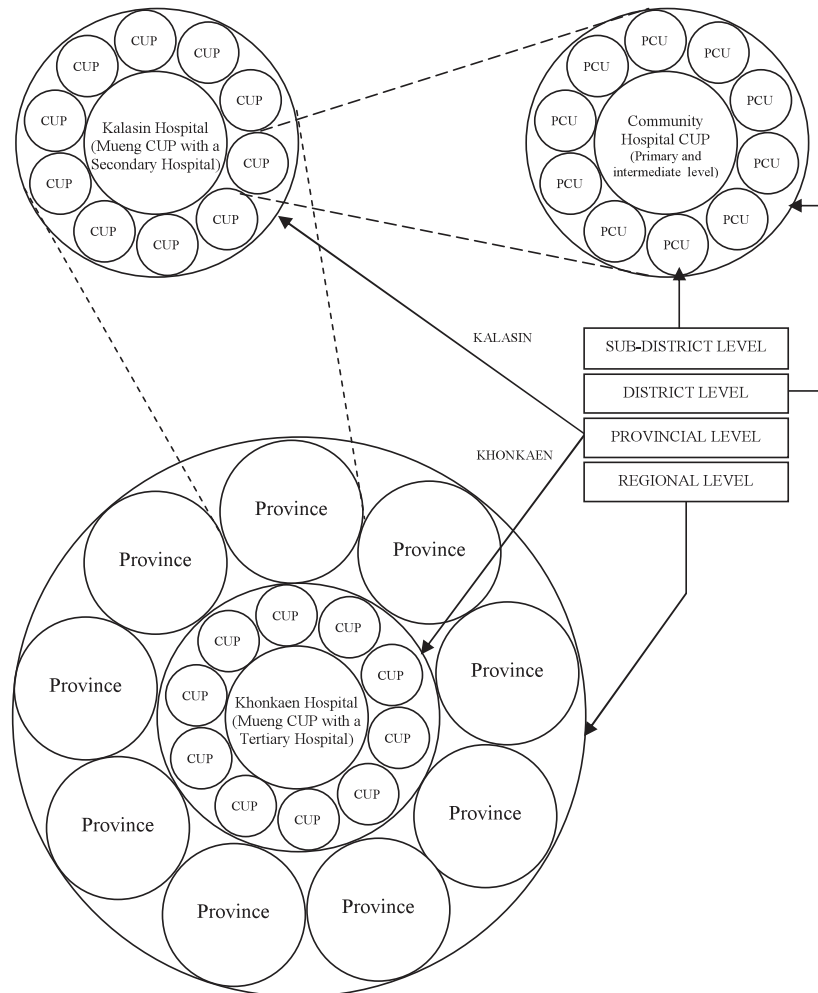 CUP
CUP
CUP
CUP
CUP
CUP
CUP
CUP
CUP
CUP
Kalasin Hospital
(Mueng CUP with a
Secondary Hospital)
PCU
PCU
PCU
PCU
PCU
PCU
PCU
PCU
PCU
PCU
Community
Hospital CUP
(Primary and
intermediate level)
KALASIN
KHONKAEN
SUB-DISTRICT LEVEL
DISTRICT LEVEL
PROVINCIAL LEVEL
REGIONAL LEVEL
Province
Province
Province
Province
Province
Province
Province
Province
Province
CUP
CUP
CUP
CUP
CUP
CUP
CUP
CUP
CUP
CUP
Khonkaen Hospital
(Mueng CUP with a
Tertiary Hospital)